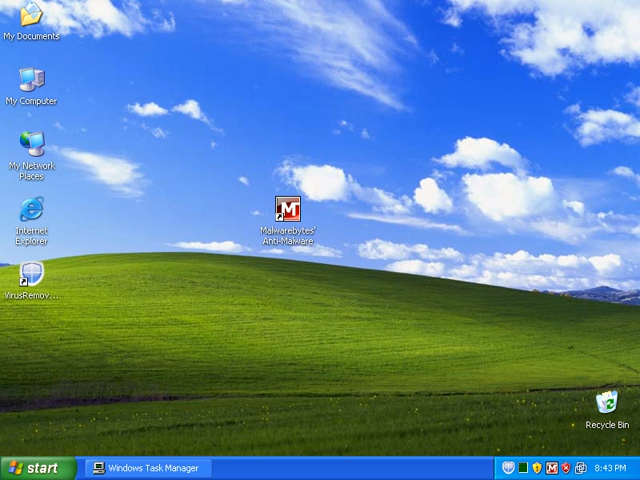 My Documents
My Computer
My Network
Places
Internet
Explorer
VirusRemov...
Malwarebytes'
Anti-Malware
Recycle Bin
start
Windows Task Manager
8:43 PM